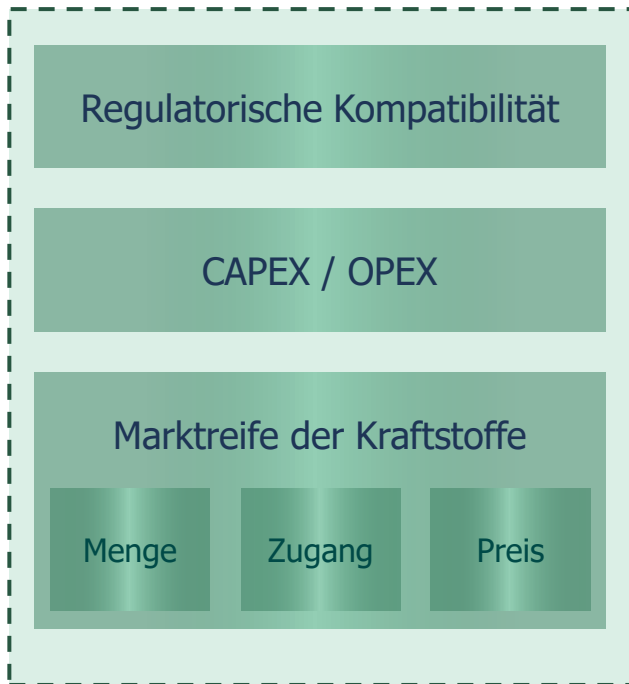 Regulatorische Kompatibilität
CAPEX / OPEX
Marktreife der Kraftstoffe
Menge
Zugang
Preis